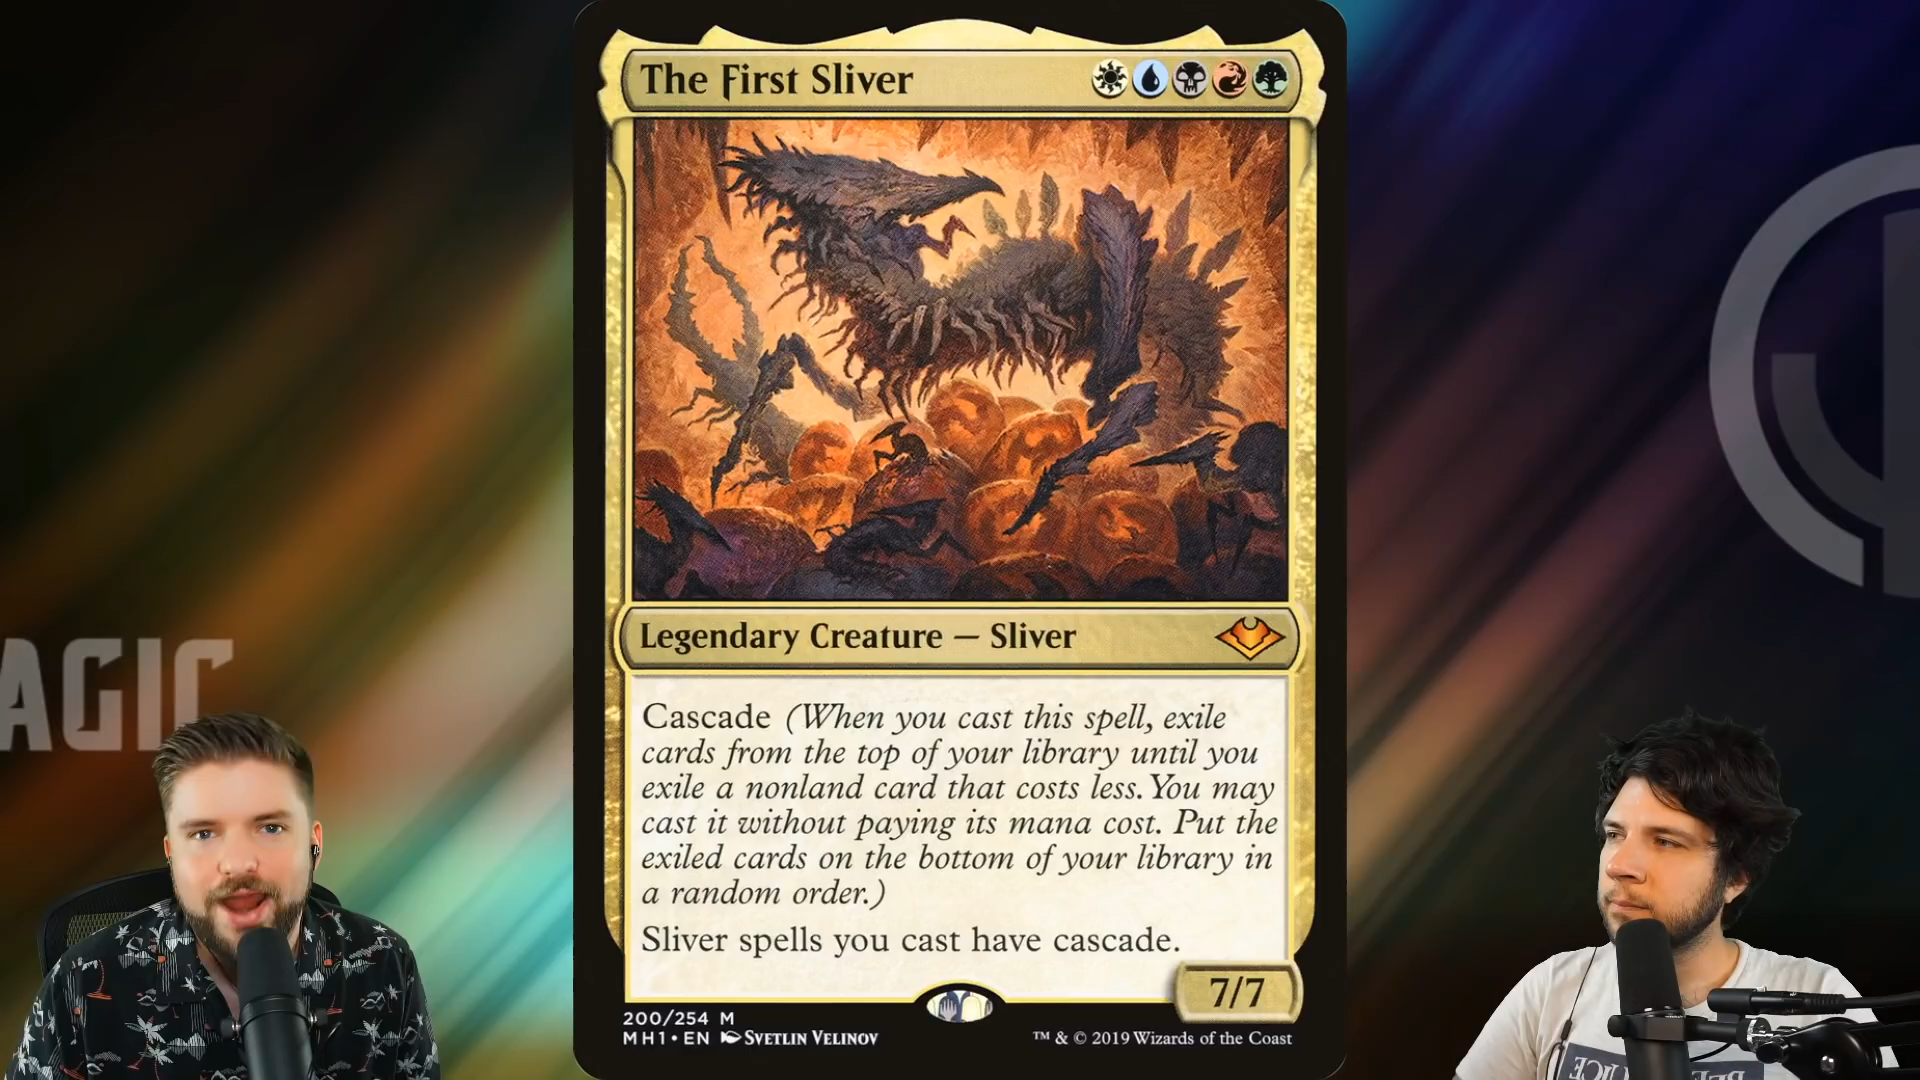 The First Sliver
Legendary Creature — Sliver
Cascade (When you cast this spell, exile
cards from the top of your library until you
exile a nonland card that costs less. You may
cast it without paying its mana cost. Put the
exiled cards on the bottom of your library in
a random order.)
Sliver spells you cast have cascade.
7/7
200/254 M
MH1•EN SVETLIN VELINOV
™ & © 2019 Wizards of the Coast
AGIC